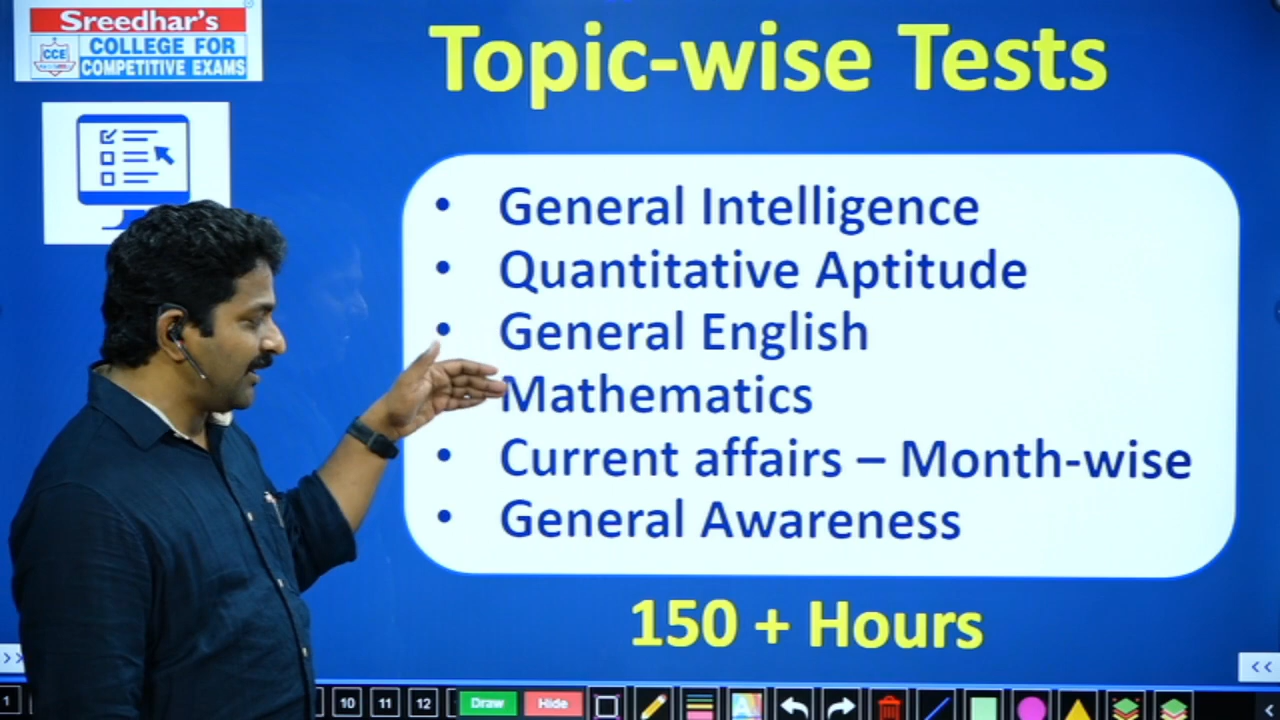 Sreedhar's
CCE
COLLEGE FOR
COMPETITIVE EXAMS
Topic-wise Tests
• General Intelligence
• Quantitative Aptitude
• General English
Mathematics
• Current affairs – Month-wise
• General Awareness
150 + Hours
>>
<<
1
10 11 12 Draw Hide
<